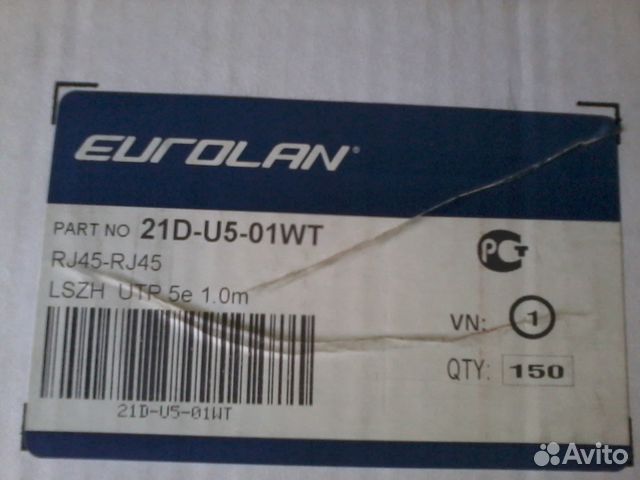 EUROLAN
PART NO 21D-U5-01WT
RJ45-RJ45
LSZH UTP 5e 1.0m
VN: 1
QTY: 150
21D-U5-01WT
Avito